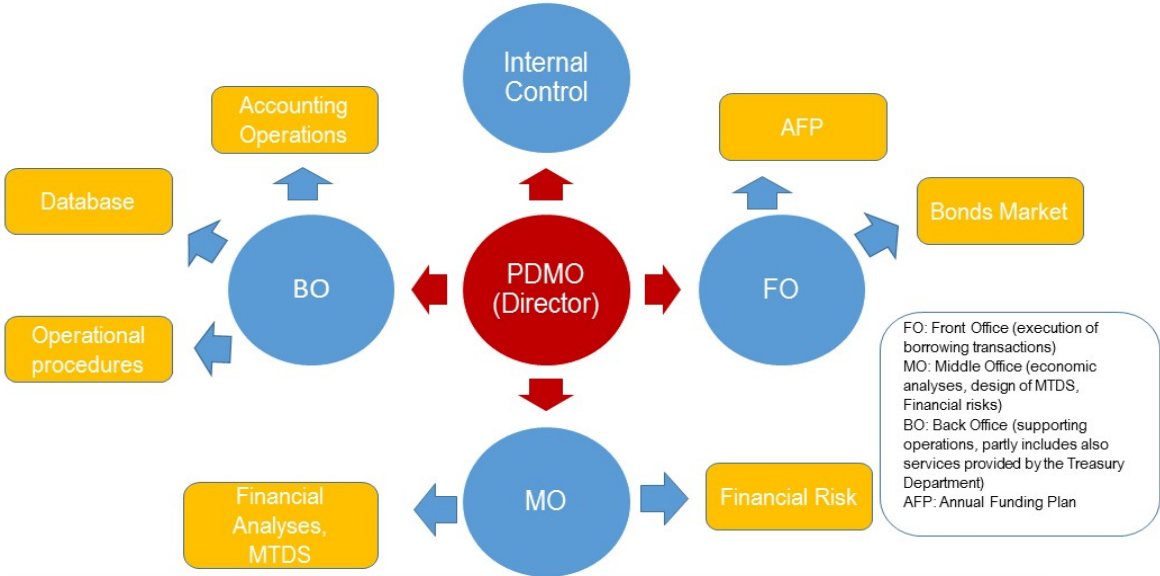 Internal
Control
Accounting
Operations
AFP
Database
Bonds Market
BO
PDMO
(Director)
FO
Operational
procedures
FO: Front Office (execution of
borrowing transactions)
MO: Middle Office (economic
analyses, design of MTDS,
Financial risks)
BO: Back Office (supporting
operations, partly includes also
services provided by the Treasury
Department)
AFP: Annual Funding Plan
Financial
Analyses,
MTDS
MO
Financial Risk